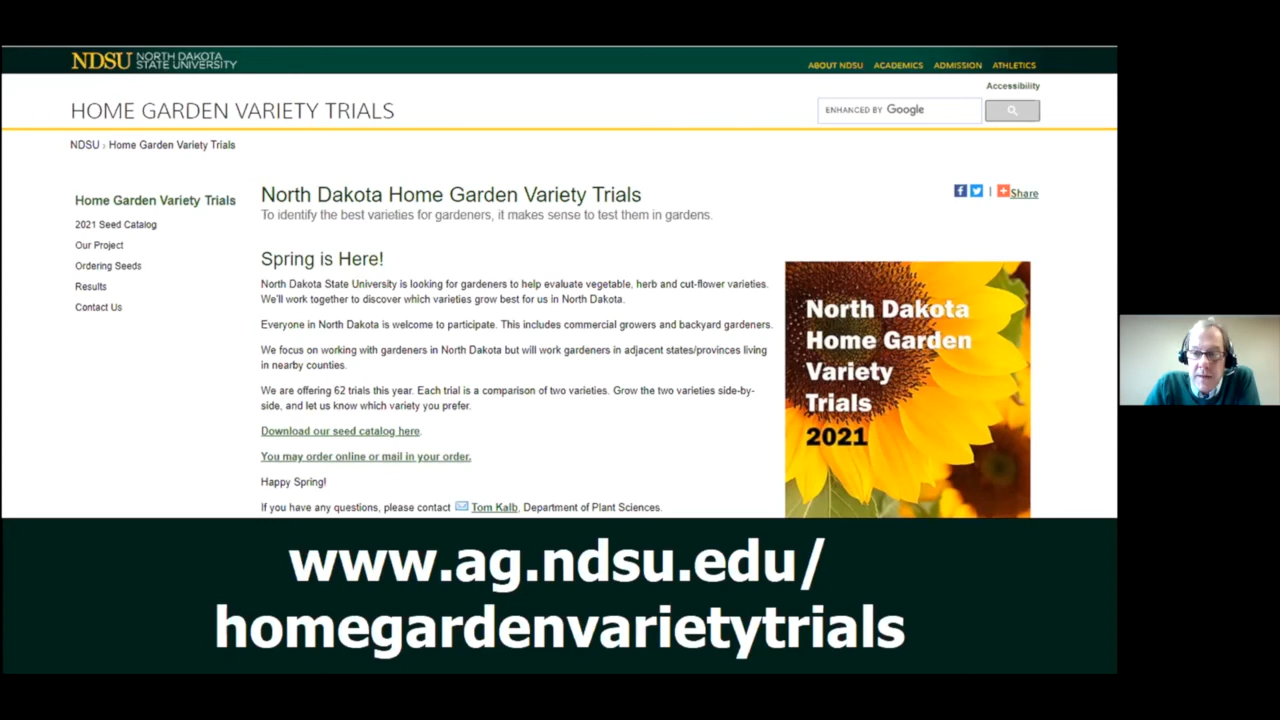 NDSU NORTH DAKOTA
STATE UNIVERSITY
ABOUT NDSU ACADEMICS ADMISSION ATHLETICS
Accessibility
HOME GARDEN VARIETY TRIALS
ENHANCED BY Google
NDSU › Home Garden Variety Trials
Home Garden Variety Trials
2021 Seed Catalog
Our Project
Ordering Seeds
Results
Contact Us
North Dakota Home Garden Variety Trials
To identify the best varieties for gardeners, it makes sense to test them in gardens.
| Share
Spring is Here!
North Dakota State University is looking for gardeners to help evaluate vegetable, herb and cut-flower varieties.
We'll work together to discover which varieties grow best for us in North Dakota.
Everyone in North Dakota is welcome to participate. This includes commercial growers and backyard gardeners.
We focus on working with gardeners in North Dakota but will work gardeners in adjacent states/provinces living
in nearby counties.
We are offering 62 trials this year. Each trial is a comparison of two varieties. Grow the two varieties side-by-
side, and let us know which variety you prefer.
Download our seed catalog here.
You may order online or mail in your order.
Happy Spring!
If you have any questions, please contact Tom Kalb, Department of Plant Sciences.
North Dakota
Home Garden
Variety
Trials
2021
www.ag.ndsu.edu/
homegardenvarietytrials